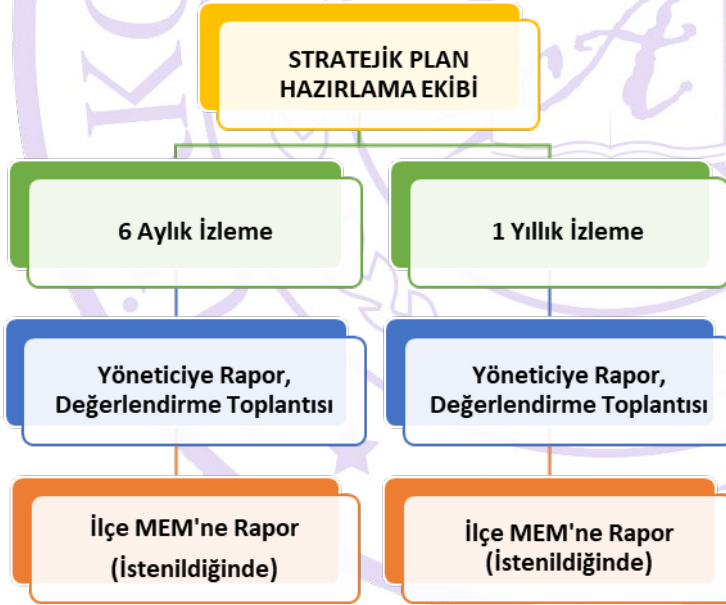 STRATEJİK PLAN
HAZIRLAMA EKİBİ
6 Aylık İzleme
1 Yıllık İzleme
Yöneticiye Rapor,
Değerlendirme Toplantısı
Yöneticiye Rapor,
Değerlendirme Toplantısı
İlçe MEM'ne Rapor
(İstenildiğinde)
İlçe MEM'ne Rapor
(İstenildiğinde)